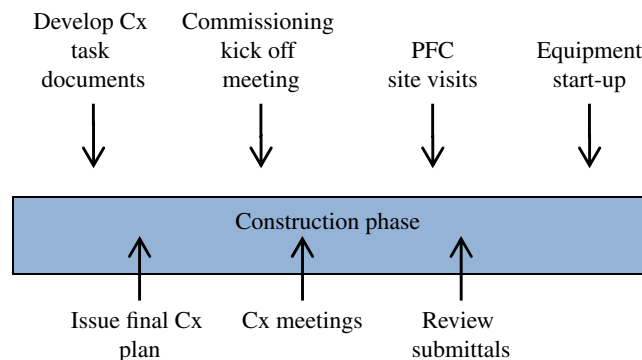 Develop Cx
task
documents
Commissioning
kick off
meeting
PFC
site visits
Equipment
start-up
Construction phase
Issue final Cx
plan
Cx meetings
Review
submittals